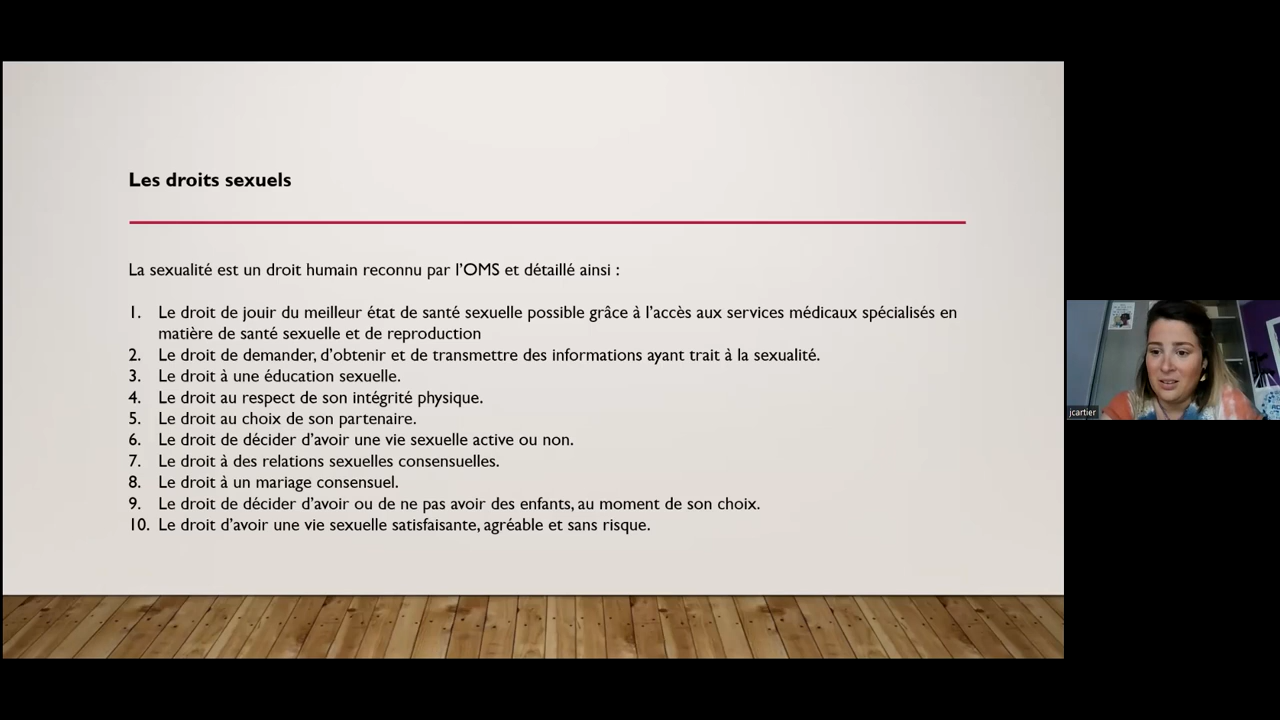 Les droits sexuels
La sexualité est un droit humain reconnu par l'OMS et détaillé ainsi :
1. Le droit de jouir du meilleur état de santé sexuelle possible grâce à l'accès aux services médicaux spécialisés en
matière de santé sexuelle et de reproduction
2. Le droit de demander, d'obtenir et de transmettre des informations ayant trait à la sexualité.
3. Le droit à une éducation sexuelle.
4. Le droit au respect de son intégrité physique.
5. Le droit au choix de son partenaire.
6. Le droit de décider d'avoir une vie sexuelle active ou non.
7. Le droit à des relations sexuelles consensuelles.
8. Le droit à un mariage consensuel.
9. Le droit de décider d'avoir ou de ne pas avoir des enfants, au moment de son choix.
10. Le droit d'avoir une vie sexuelle satisfaisante, agréable et sans risque.
jcartier